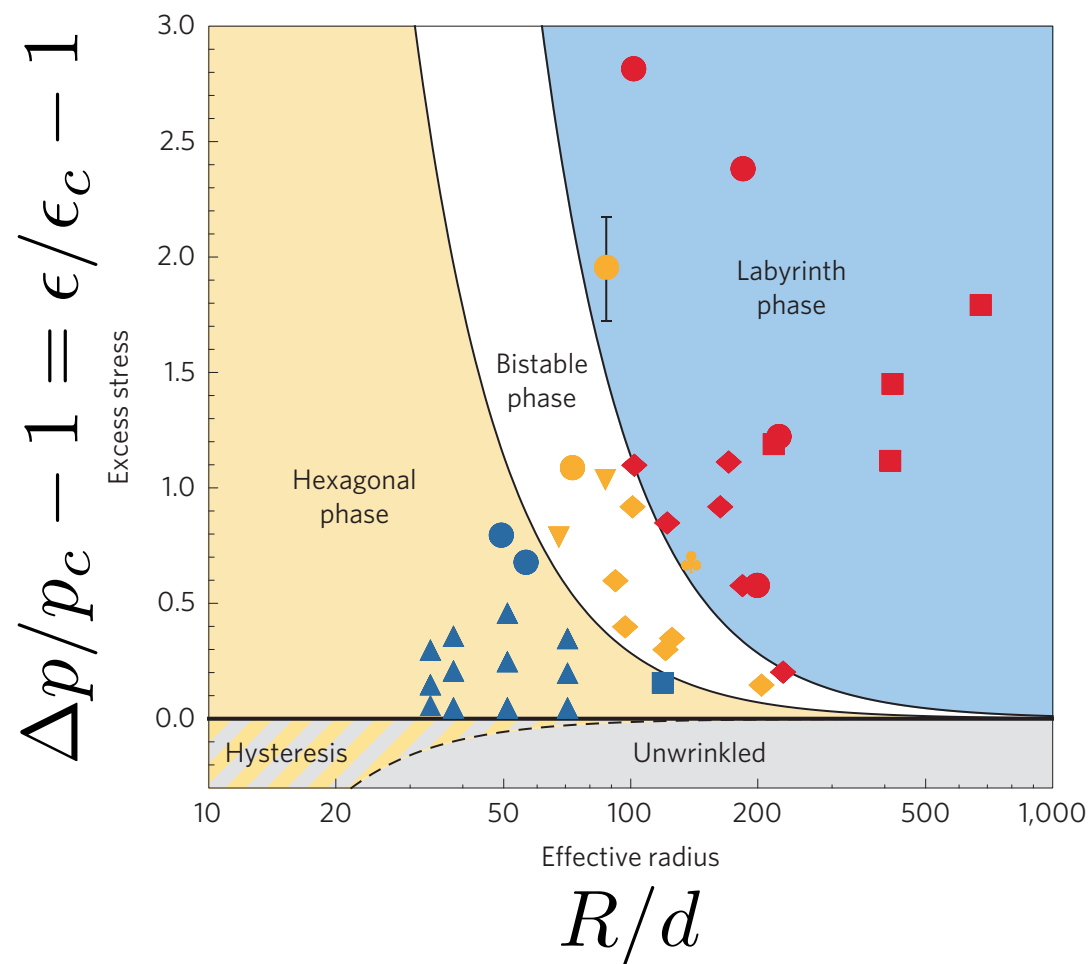 Δp/p_c − 1 = ϵ/ϵ_c − 1
Excess stress
3.0
2.5
2.0
1.5
1.0
0.5
0.0
Labyrinth
phase
Bistable
phase
Hexagonal
phase
Hysteresis
Unwrinkled
10
20
50
100
200
500
1,000
Effective radius
R/d